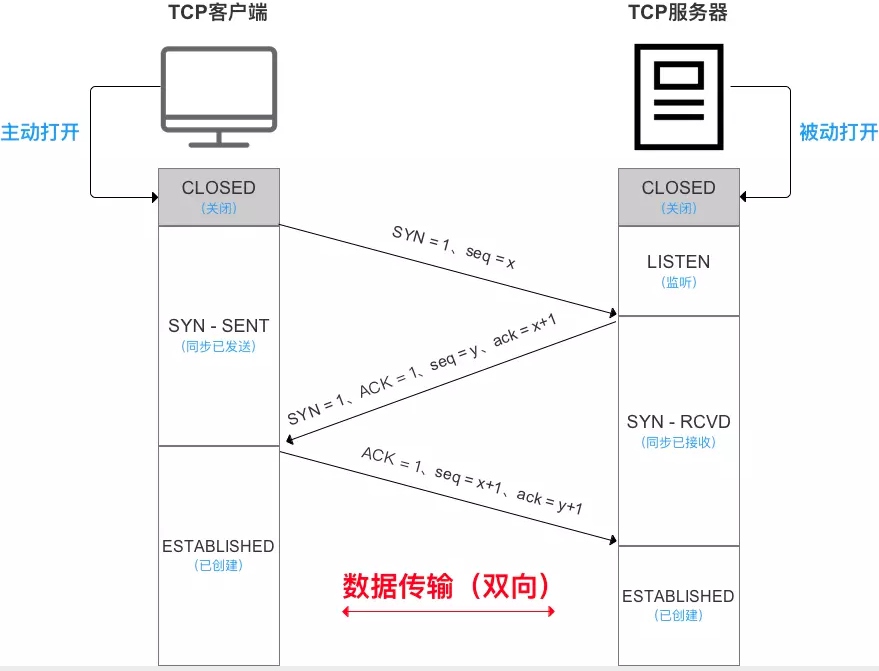 TCP客户端
TCP服务器
主动打开
被动打开
CLOSED
(关闭)
CLOSED
(关闭)
SYN = 1、seq = x
LISTEN
(监听)
SYN - SENT
(同步已发送)
SYN = 1、ACK = 1、seq = y、ack = x+1
SYN - RCVD
(同步已接收)
ACK = 1、seq = x+1、ack = y+1
ESTABLISHED
(已创建)
数据传输（双向）
ESTABLISHED
(已创建)